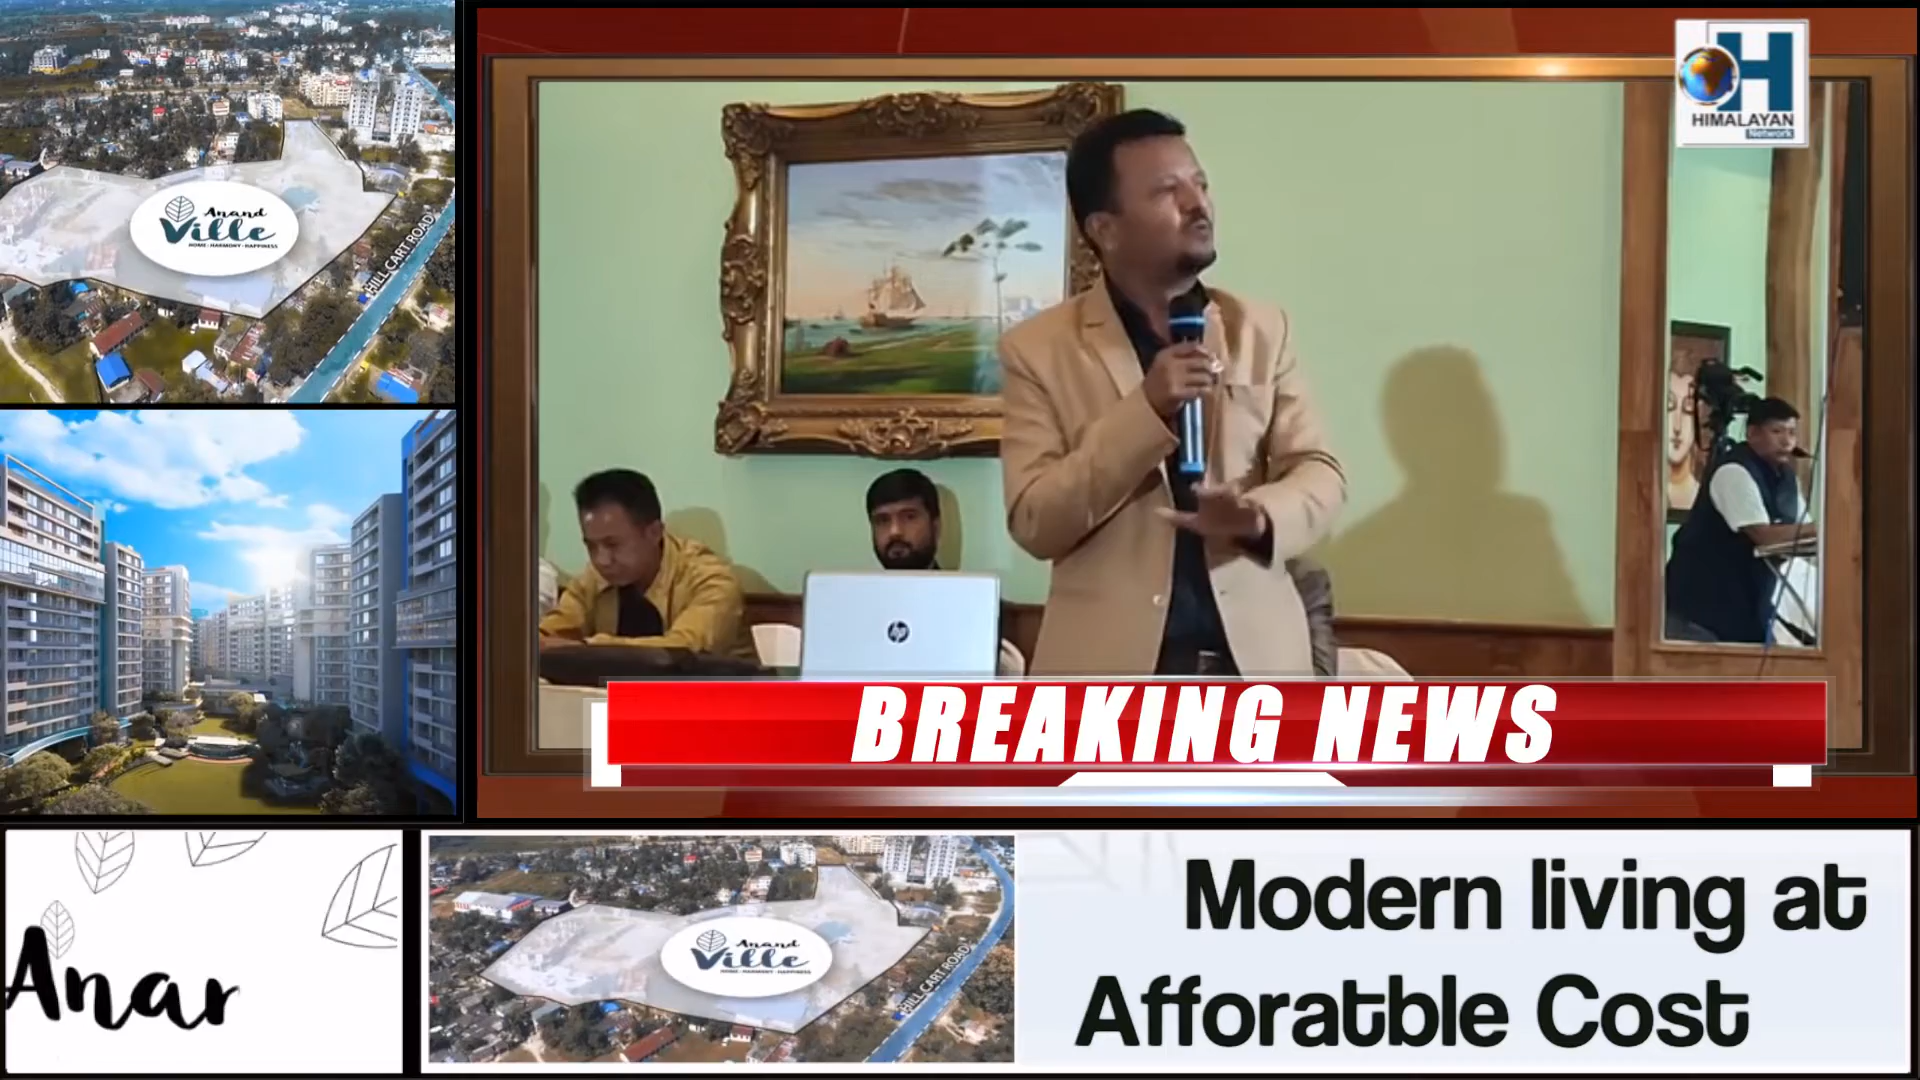 Anand
Ville
HOME - HARMONY - HAPPINESS
HILL CART ROAD
H
HIMALAYAN
Network
hp
BREAKING NEWS
Anar
Anand
Ville
HOME - HARMONY - HAPPINESS
HILL CART ROAD
Modern living at
Afforatble Cost